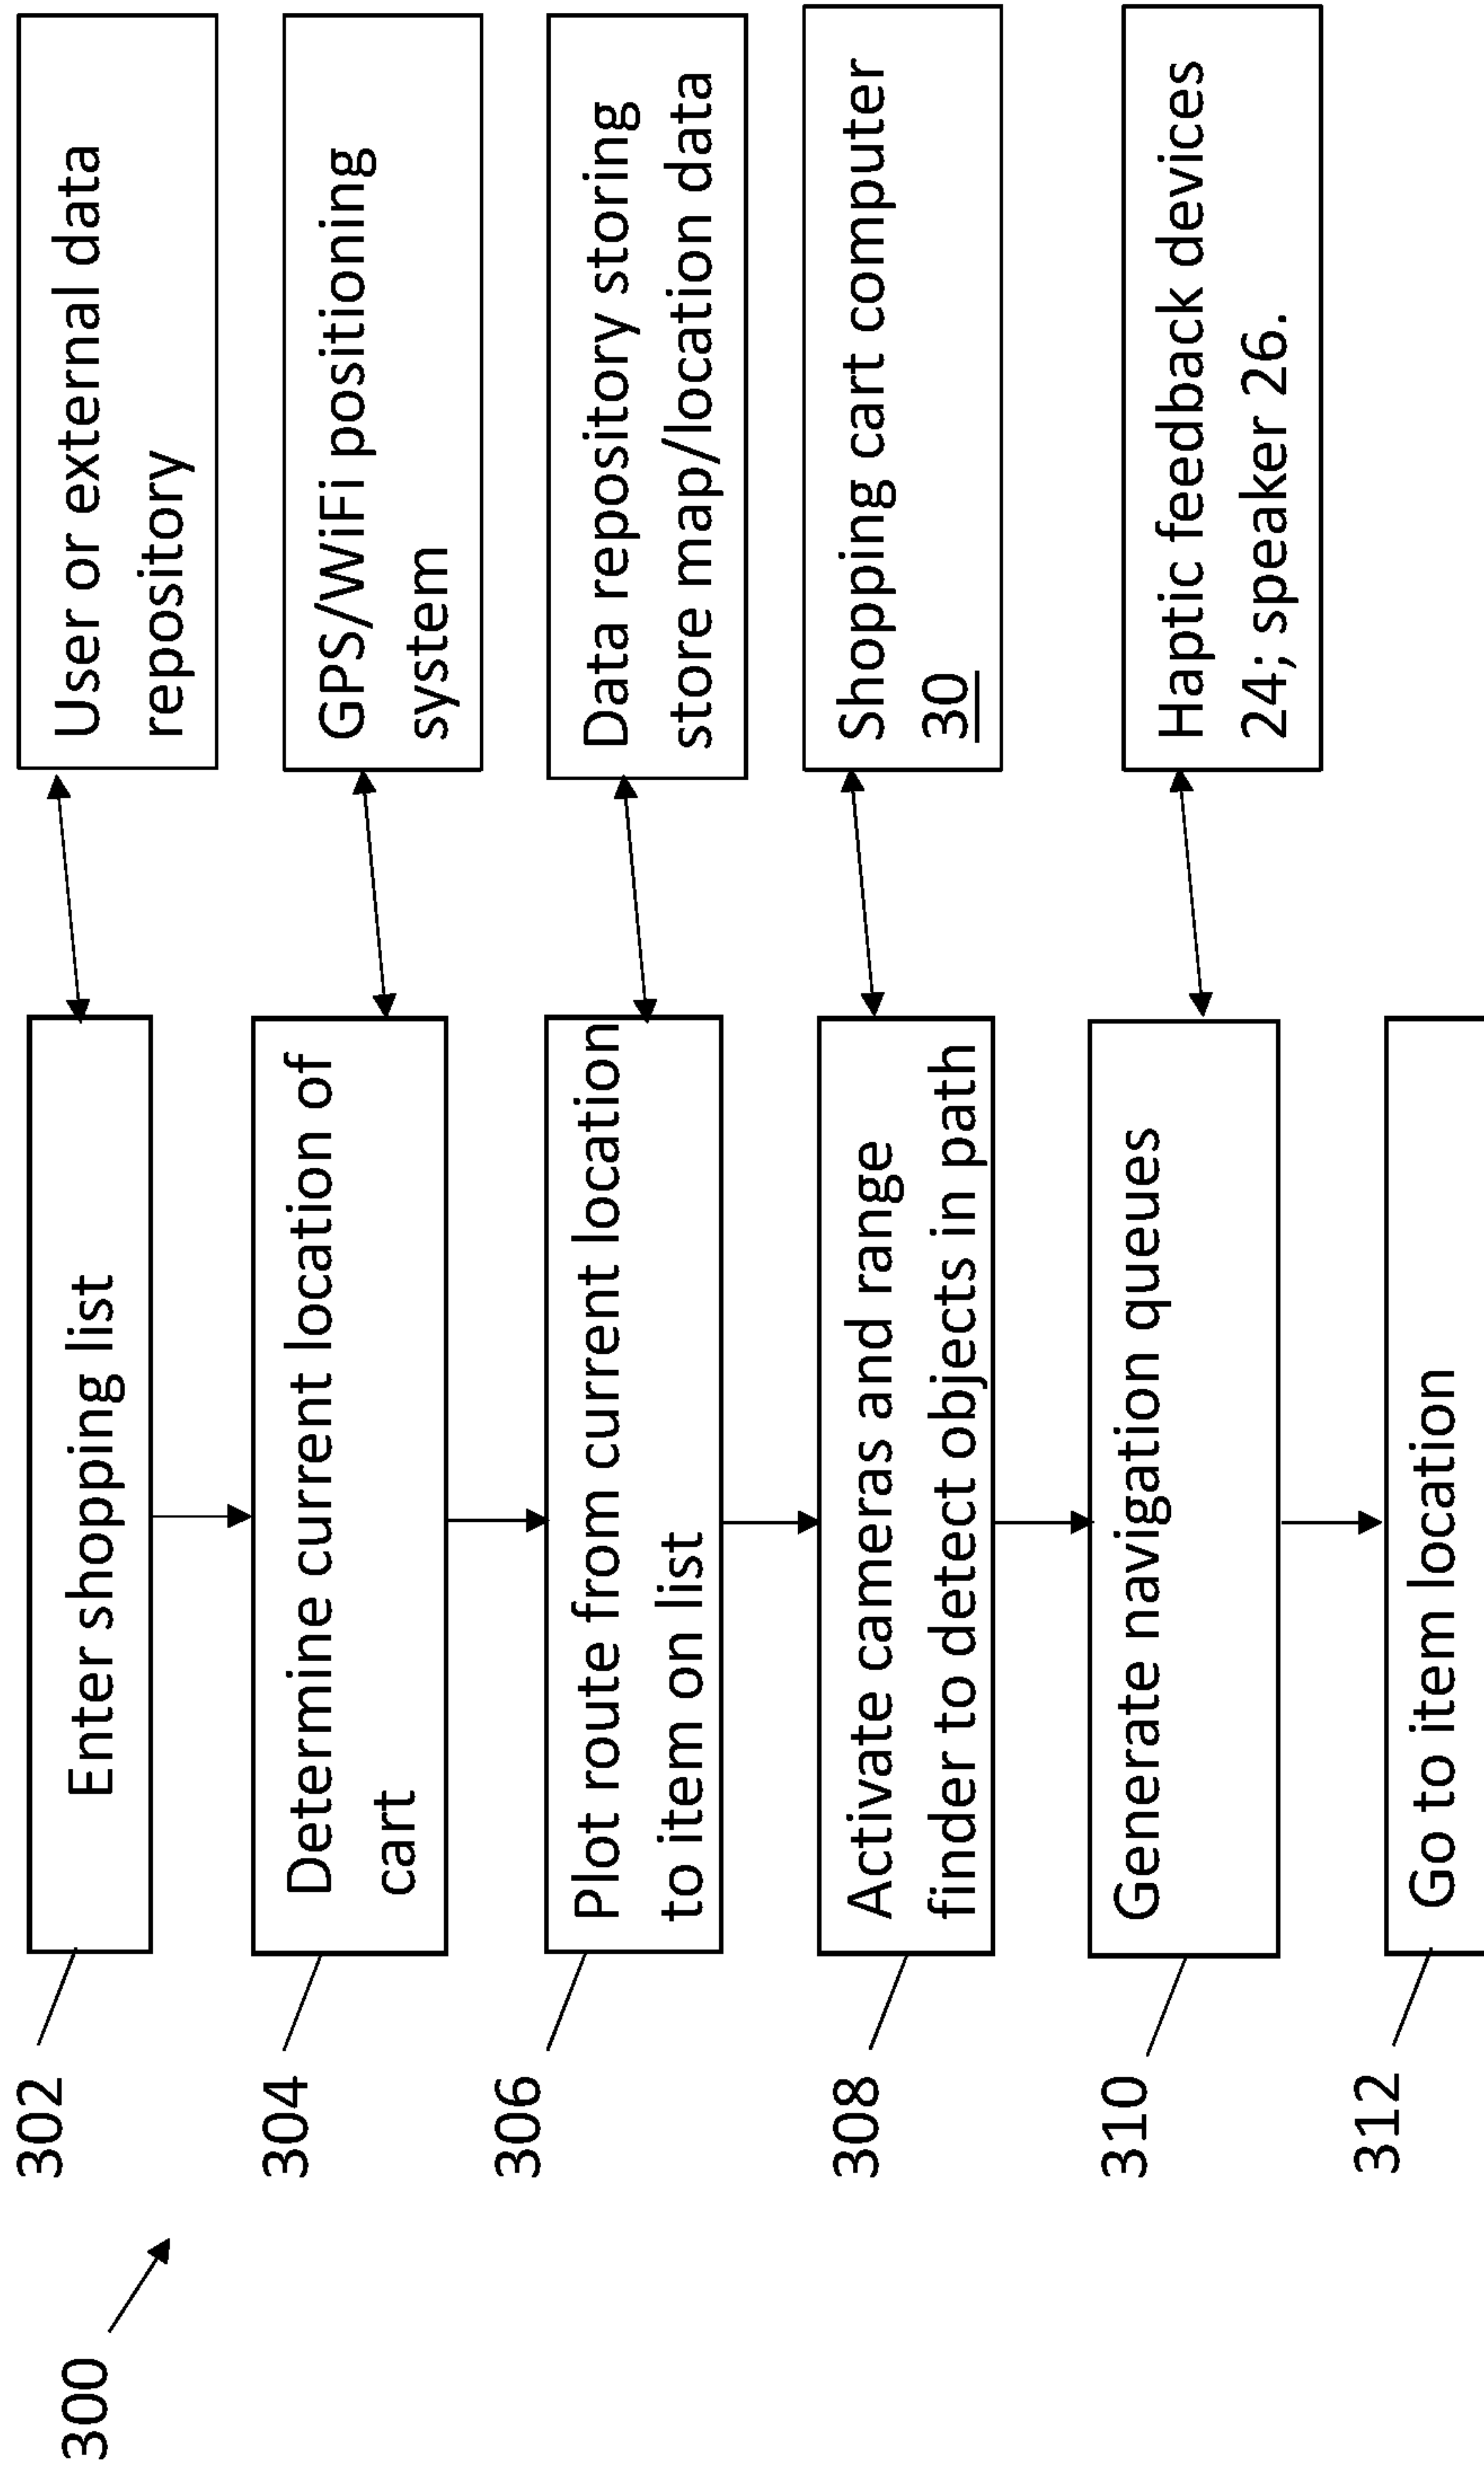 300
302
Enter shopping list
User or external data
repository
304
Determine current location of
cart
GPS/WiFi positioning
system
306
Plot route from current location
to item on list
Data repository storing
store map/location data
308
Activate cameras and range
finder to detect objects in path
Shopping cart computer
30
310
Generate navigation queues
Haptic feedback devices
24; speaker 26.
312
Go to item location